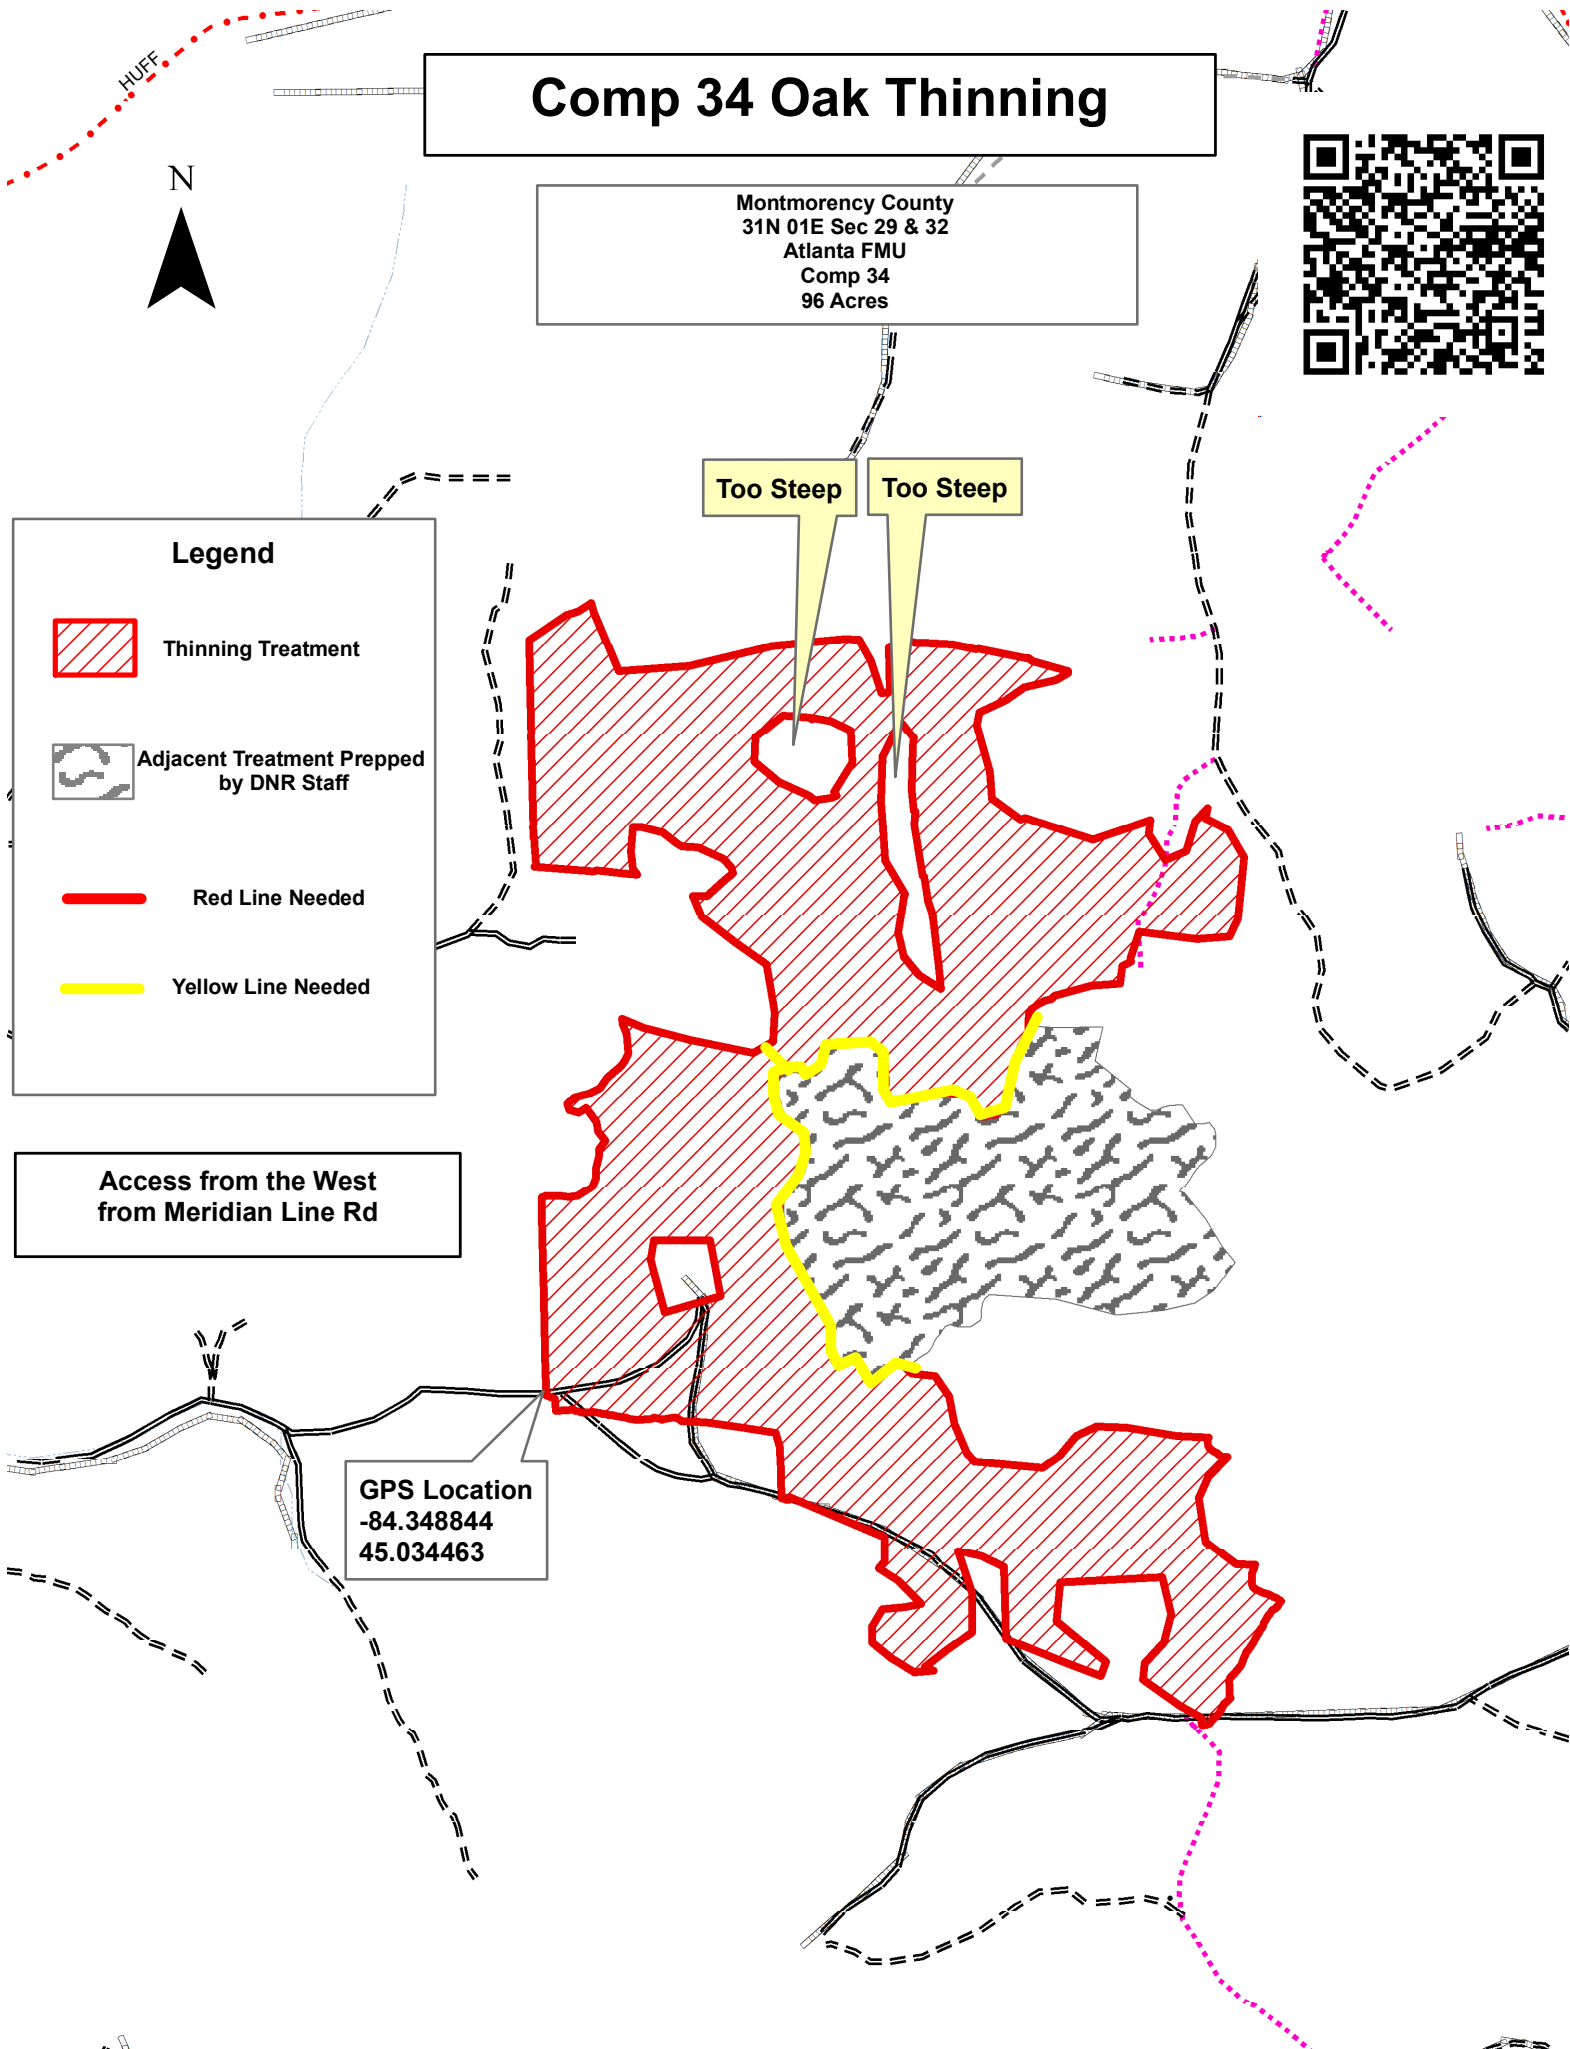 HUFF
Comp 34 Oak Thinning
N
Montmorency County
31N 01E Sec 29 & 32
Atlanta FMU
Comp 34
96 Acres
Too Steep
Too Steep
Legend
Thinning Treatment
Adjacent Treatment Prepped
by DNR Staff
Red Line Needed
Yellow Line Needed
Access from the West
from Meridian Line Rd
GPS Location
-84.348844
45.034463